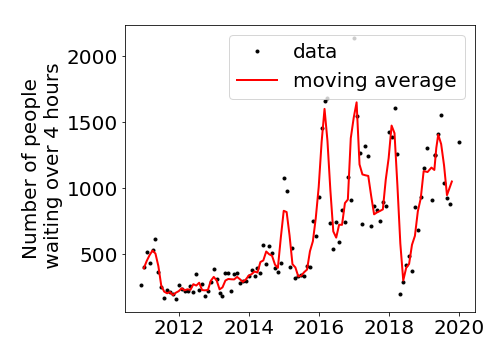 Number of people
waiting over 4 hours
2000
1500
1000
500
data
moving average
2012 2014 2016 2018 2020